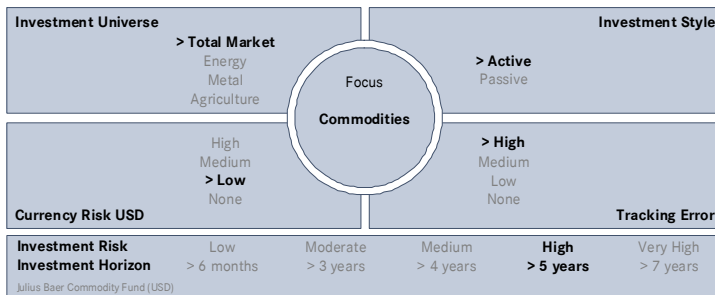 Investment Universe
> Total Market
Energy
Metal
Agriculture
Investment Style
> Active
Passive
Focus
Commodities
High
Medium
> Low
None
Currency Risk USD
> High
Medium
Low
None
Tracking Error
Investment Risk Low Moderate Medium High Very High
Investment Horizon > 6 months > 3 years > 4 years > 5 years > 7 years
Julius Baer Commodity Fund (USD)